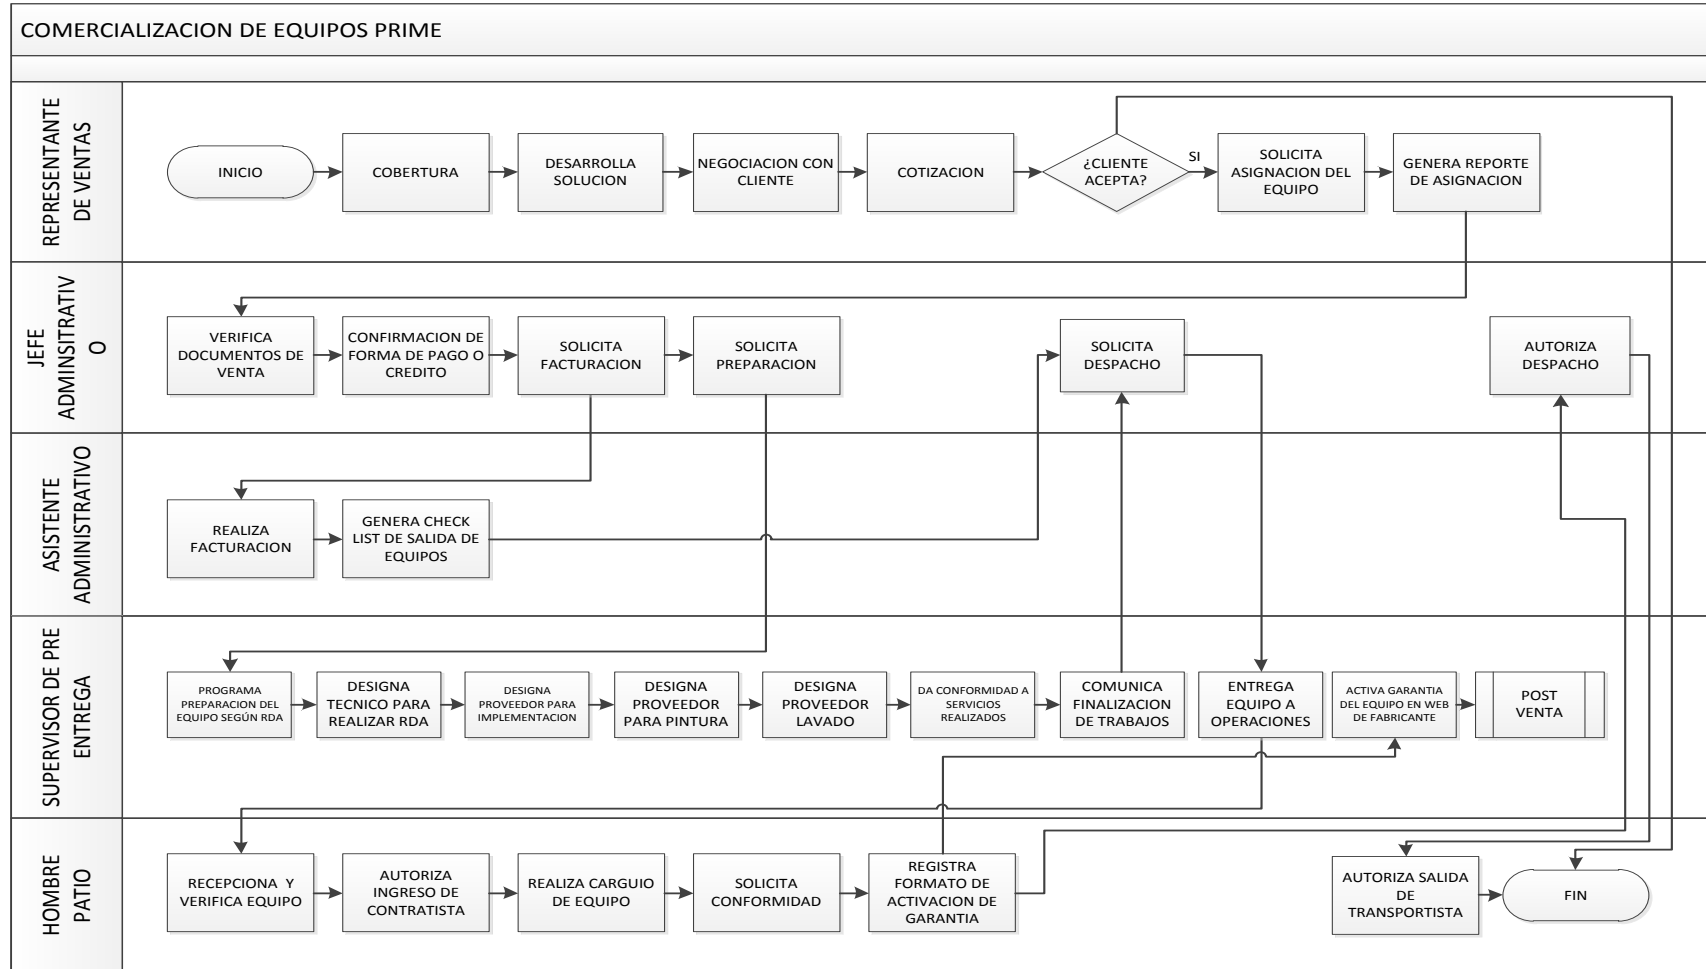 COMERCIALIZACION DE EQUIPOS PRIME
REPRESENTANTE
DE VENTAS
INICIO
COBERTURA
DESARROLLA
SOLUCION
NEGOCIACION CON
CLIENTE
COTIZACION
¿CLIENTE
ACEPTA?
SI
SOLICITA
ASIGNACION DEL
EQUIPO
GENERA REPORTE
DE ASIGNACION
JEFE
ADMINSITRATIV
O
VERIFICA
DOCUMENTOS DE
VENTA
CONFIRMACION DE
FORMA DE PAGO O
CREDITO
SOLICITA
FACTURACION
SOLICITA
PREPARACION
SOLICITA
DESPACHO
AUTORIZA
DESPACHO
ASISTENTE
ADMINISTRATIVO
REALIZA
FACTURACION
GENERA CHECK
LIST DE SALIDA DE
EQUIPOS
SUPERVISOR DE PRE
ENTREGA
PROGRAMA
PREPARACION DEL
EQUIPO SEGÚN RDA
DESIGNA
TECNICO PARA
REALIZAR RDA
DESIGNA
PROVEEDOR PARA
IMPLEMENTACION
DESIGNA
PROVEEDOR
PARA PINTURA
DESIGNA
PROVEEDOR
LAVADO
DA CONFORMIDAD A
SERVICIOS
REALIZADOS
COMUNICA
FINALIZACION
DE TRABAJOS
ENTREGA
EQUIPO A
OPERACIONES
ACTIVA GARANTIA
DEL EQUIPO EN WEB
DE FABRICANTE
POST
VENTA
HOMBRE
PATIO
RECEPCIONA Y
VERIFICA EQUIPO
AUTORIZA
INGRESO DE
CONTRATISTA
REALIZA CARGUIO
DE EQUIPO
SOLICITA
CONFORMIDAD
REGISTRA
FORMATO DE
ACTIVACION DE
GARANTIA
AUTORIZA SALIDA
DE
TRANSPORTISTA
FIN